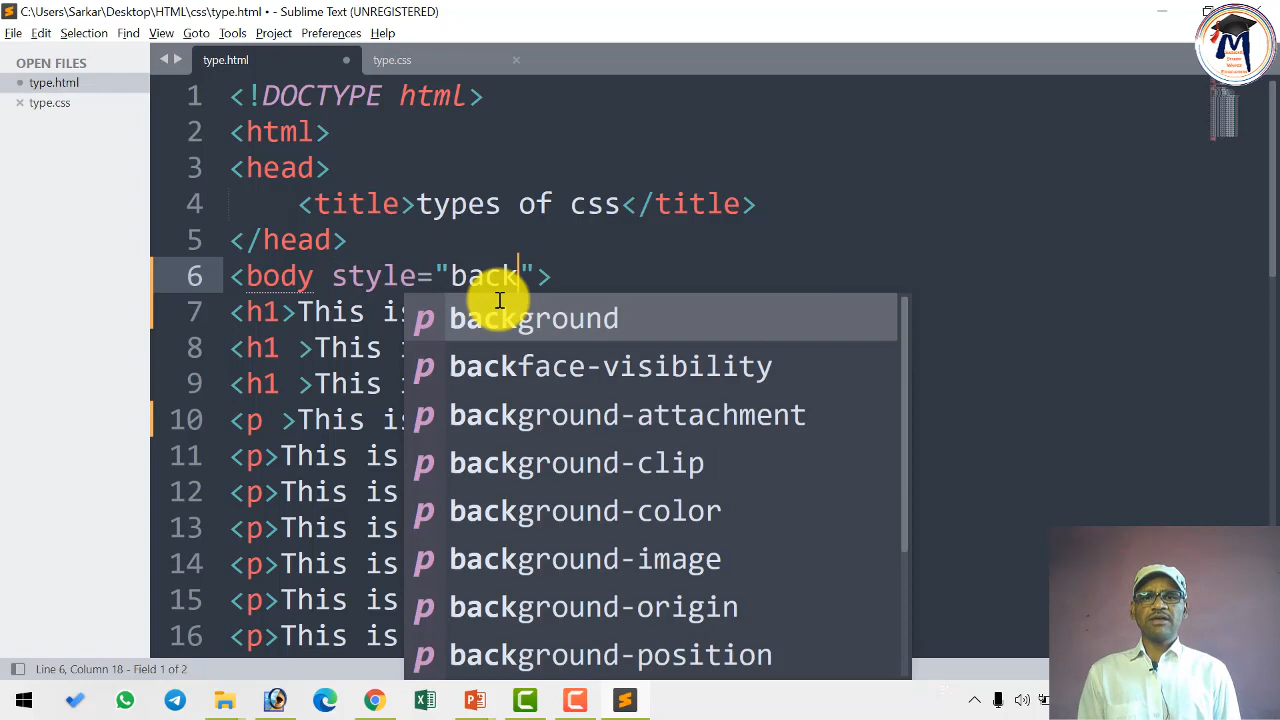 C:\Users\Sarkar\Desktop\HTML\css\type.html • - Sublime Text (UNREGISTERED)
File Edit Selection Find View Goto Tools Project Preferences Help
OPEN FILES
type.html
type.css
type.html
type.css
1 <!DOCTYPE html>
2 <html>
3 <head>
4 <title>types of css</title>
5 </head>
6 <body style="back">
7 <h1>This is
8 <h1 >This
9 <h1 >This
10 <p >This is
11 <p>This is
12 <p>This is
13 <p>This is
14 <p>This is
15 <p>This is
16 <p>This is
p background
p backface-visibility
p background-attachment
p background-clip
p background-color
p background-image
p background-origin
p background-position
Line 6, Column 18 - Field 1 of 2
M